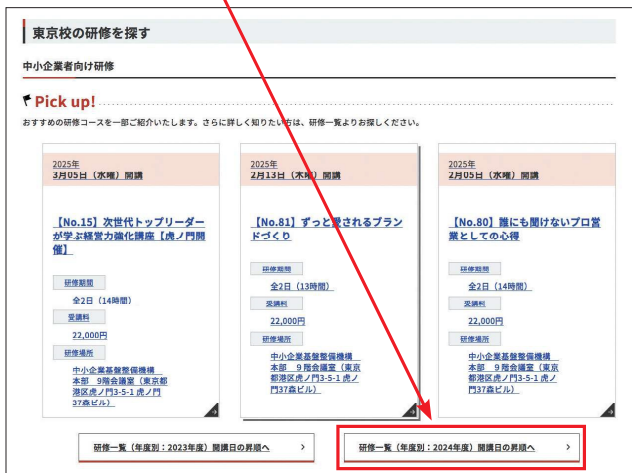 東京校の研修を探す
中小企業者向け研修
Pick up!
おすすめの研修コースを一部ご紹介いたします。さらに詳しく知りたい方は、研修一覧よりお探しください。
2025年
3月05日（水曜）開講
【No.15】次世代トップリーダー
が学ぶ経営力強化講座【虎ノ門開
催】
研修期間
全2日（14時間）
受講料
22,000円
研修場所
中小企業基盤整備機構
本部　9階会議室（東京都
港区虎ノ門3-5-1 虎ノ門
37森ビル）
2025年
2月13日（木曜）開講
【No.81】ずっと愛されるブラン
ドづくり
研修期間
全2日（13時間）
受講料
22,000円
研修場所
中小企業基盤整備機構
本部　9階会議室（東京
都港区虎ノ門3-5-1 虎ノ
門37森ビル）
2025年
2月05日（水曜）開講
【No.80】誰にも聞けないプロ営
業としての心得
研修期間
全2日（14時間）
受講料
22,000円
研修場所
中小企業基盤整備機構
本部　9階会議室（東京
都港区虎ノ門3-5-1 虎ノ
門37森ビル）
研修一覧（年度別：2023年度）開講日の昇順へ
研修一覧（年度別：2024年度）開講日の昇順へ